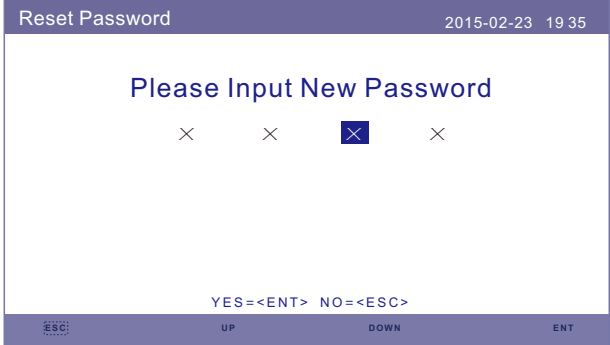 Reset Password 2015-02-23 19 35
Please Input New Password
× × × ×
YES=<ENT> NO=<ESC>
ESC UP DOWN ENT